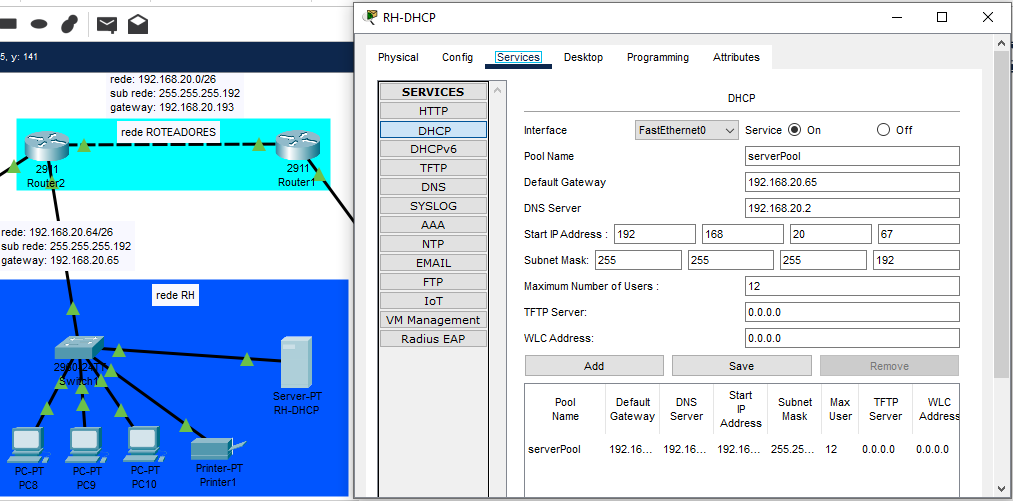 5, y: 141
rede: 192.168.20.0/26
sub rede: 255.255.255.192
gateway: 192.168.20.193
rede ROTEADORES
2911
Router2
2911
Router1
rede: 192.168.20.64/26
sub rede: 255.255.255.192
gateway: 192.168.20.65
rede RH
Switch1
Server-PT
RH-DHCP
PC-PT
PC8
PC-PT
PC9
PC-PT
PC10
Printer-PT
Printer1
RH-DHCP
Physical Config Services Desktop Programming Attributes
SERVICES
HTTP
DHCP
DHCPv6
TFTP
DNS
SYSLOG
AAA
NTP
EMAIL
FTP
IoT
VM Management
Radius EAP
DHCP
Interface FastEthernet0 Service On Off
Pool Name serverPool
Default Gateway 192.168.20.65
DNS Server 192.168.20.2
Start IP Address : 192 168 20 67
Subnet Mask: 255 255 255 192
Maximum Number of Users : 12
TFTP Server: 0.0.0.0
WLC Address: 0.0.0.0
Add Save Remove
Pool Name Default Gateway DNS Server Start IP Address Subnet Mask Max User TFTP Server WLC Address
serverPool 192.16... 192.16... 192.16... 255.25... 12 0.0.0.0 0.0.0.0